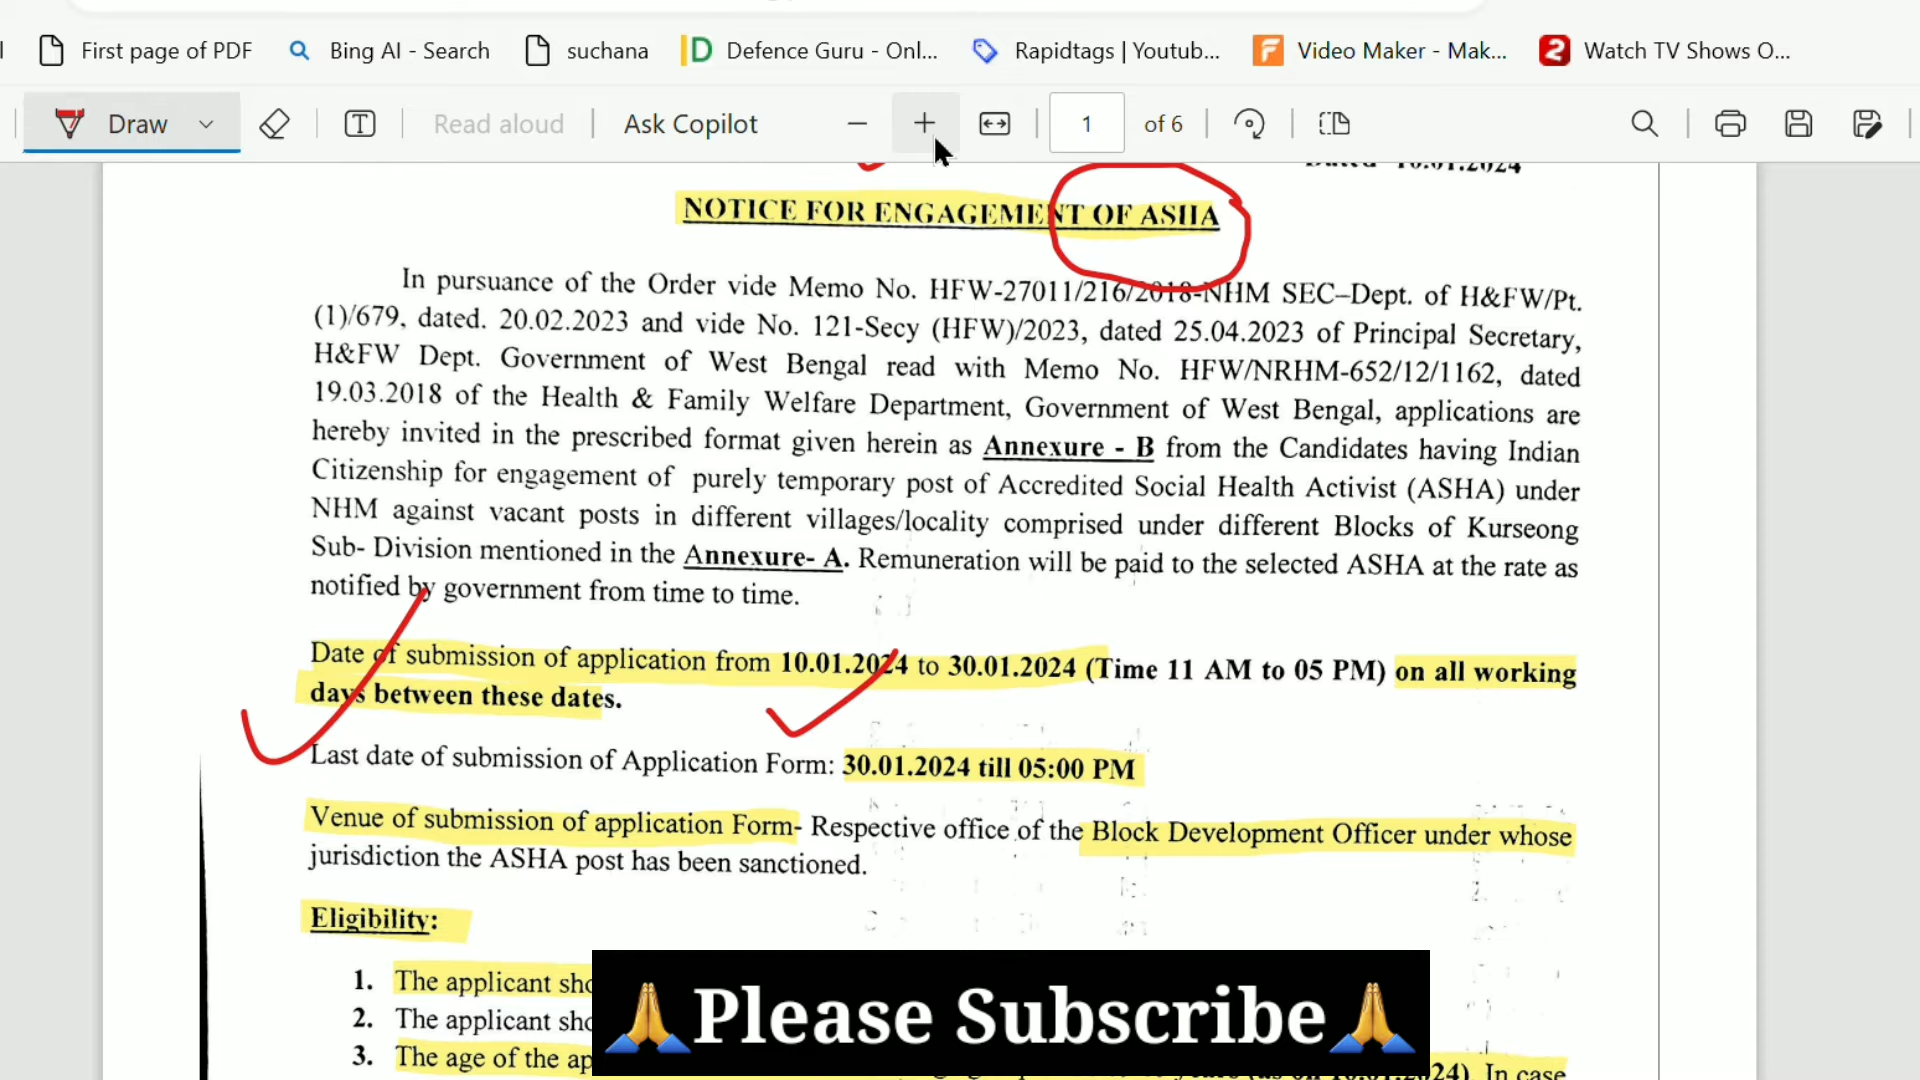 First page of PDF Bing AI - Search suchana Defence Guru - Onl... Rapidtags | Youtub... Video Maker - Mak... Watch TV Shows O...
Draw Read aloud Ask Copilot 1 of 6
Dated 10.01.2024
NOTICE FOR ENGAGEMENT OF ASHA
In pursuance of the Order vide Memo No. HFW-27011/216/2018-NHM SEC–Dept. of H&FW/Pt.
(1)/679, dated. 20.02.2023 and vide No. 121-Secy (HFW)/2023, dated 25.04.2023 of Principal Secretary,
H&FW Dept. Government of West Bengal read with Memo No. HFW/NRHM-652/12/1162, dated
19.03.2018 of the Health & Family Welfare Department, Government of West Bengal, applications are
hereby invited in the prescribed format given herein as Annexure - B from the Candidates having Indian
Citizenship for engagement of purely temporary post of Accredited Social Health Activist (ASHA) under
NHM against vacant posts in different villages/locality comprised under different Blocks of Kurseong
Sub- Division mentioned in the Annexure- A. Remuneration will be paid to the selected ASHA at the rate as
notified by government from time to time.
Date of submission of application from 10.01.2024 to 30.01.2024 (Time 11 AM to 05 PM) on all working
days between these dates.
Last date of submission of Application Form: 30.01.2024 till 05:00 PM
Venue of submission of application Form- Respective office of the Block Development Officer under whose
jurisdiction the ASHA post has been sanctioned.
Eligibility:
1. The applicant
2. The applicant
3. The age of the In case
🙏Please Subscribe🙏